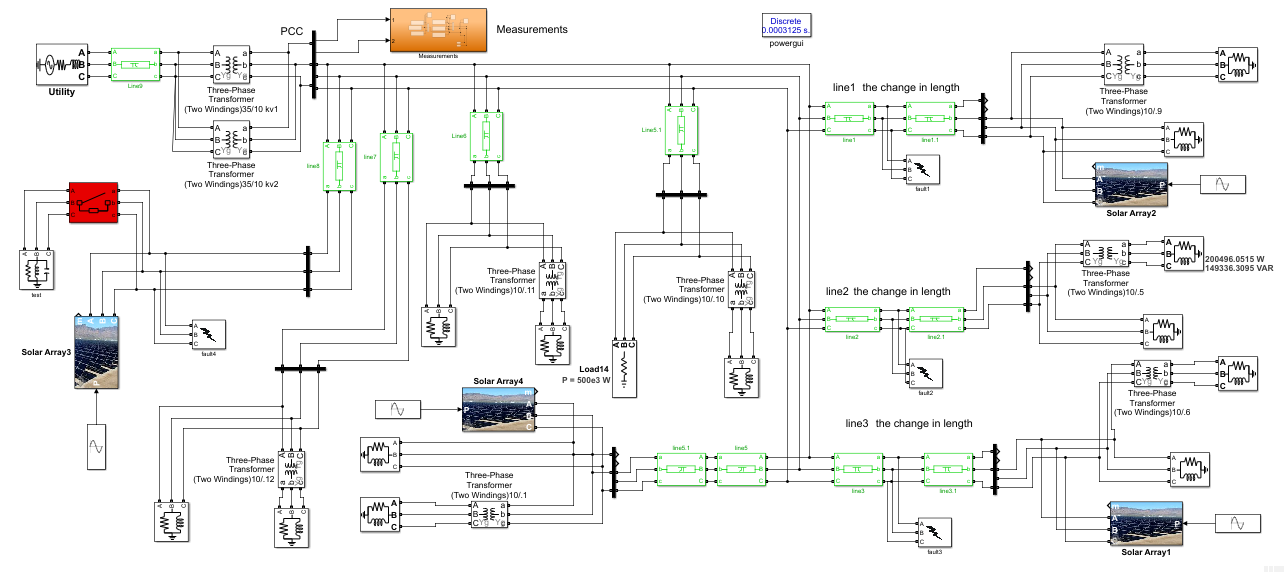 PCC
Measurements
Measurements
Discrete
0.0003125 s.
powergui
Utility
Line9
Three-Phase
Transformer
(Two Windings)35/10 kv1
Three-Phase
Transformer
(Two Windings)35/10 kv2
line8
line7
Line6
Line5.1
line1 the change in length
line1
line1.1
fault1
Three-Phase
Transformer
(Two Windings)10/.9
Solar Array2
test
Solar Array3
fault4
Three-Phase
Transformer
(Two Windings)10/.11
Three-Phase
Transformer
(Two Windings)10/.10
Load14
P = 500e3 W
line2 the change in length
line2
line2.1
fault2
Three-Phase
Transformer
(Two Windings)10/.5
200496.0515 W
149336.3095 VAR
Three-Phase
Transformer
(Two Windings)10/.6
Solar Array4
Three-Phase
Transformer
(Two Windings)10/.12
Three-Phase
Transformer
(Two Windings)10/.1
line5.1
line5
line3 the change in length
line3
line3.1
fault3
Solar Array1